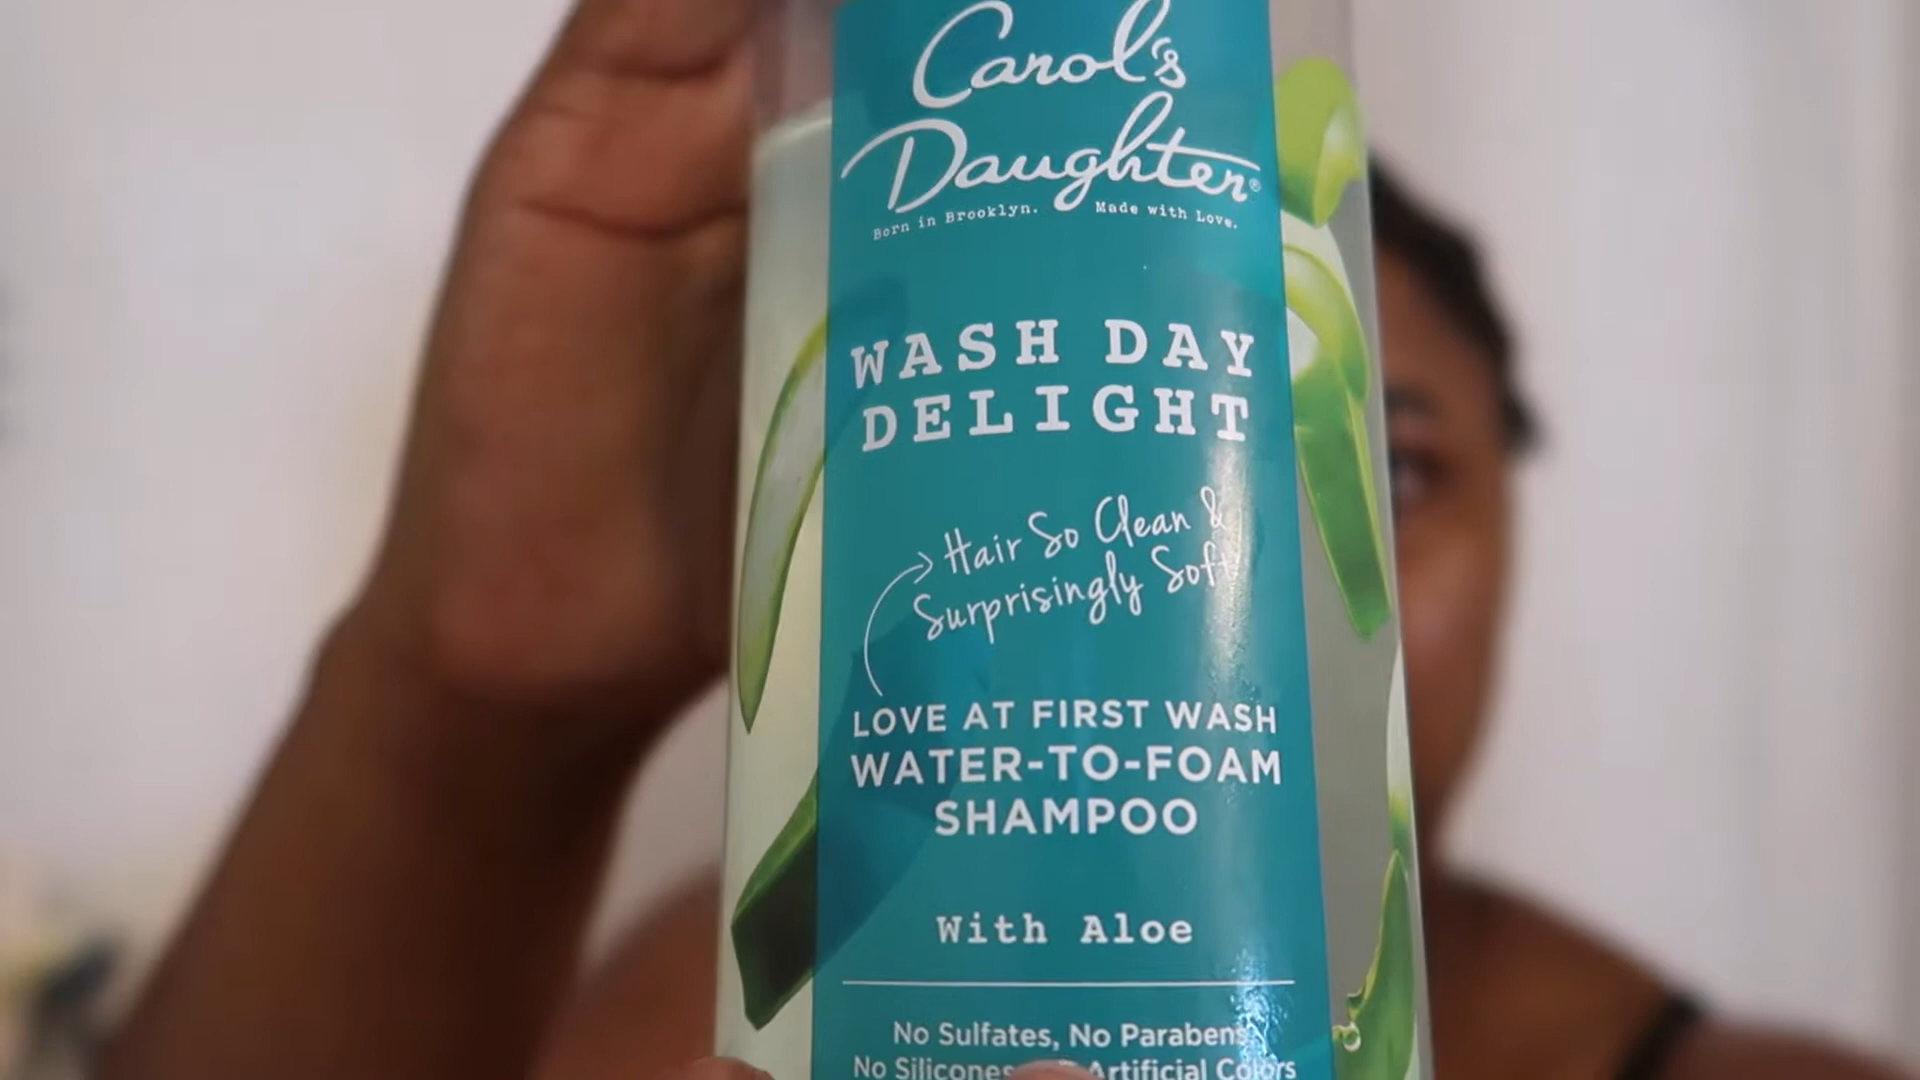 Carol's
Daughter®
Born in Brooklyn. Made with Love.
WASH DAY
DELIGHT
Hair So Clean &
Surprisingly Soft
LOVE AT FIRST WASH
WATER-TO-FOAM
SHAMPOO
With Aloe
No Sulfates, No Parabens
No Silicones Artificial Colors